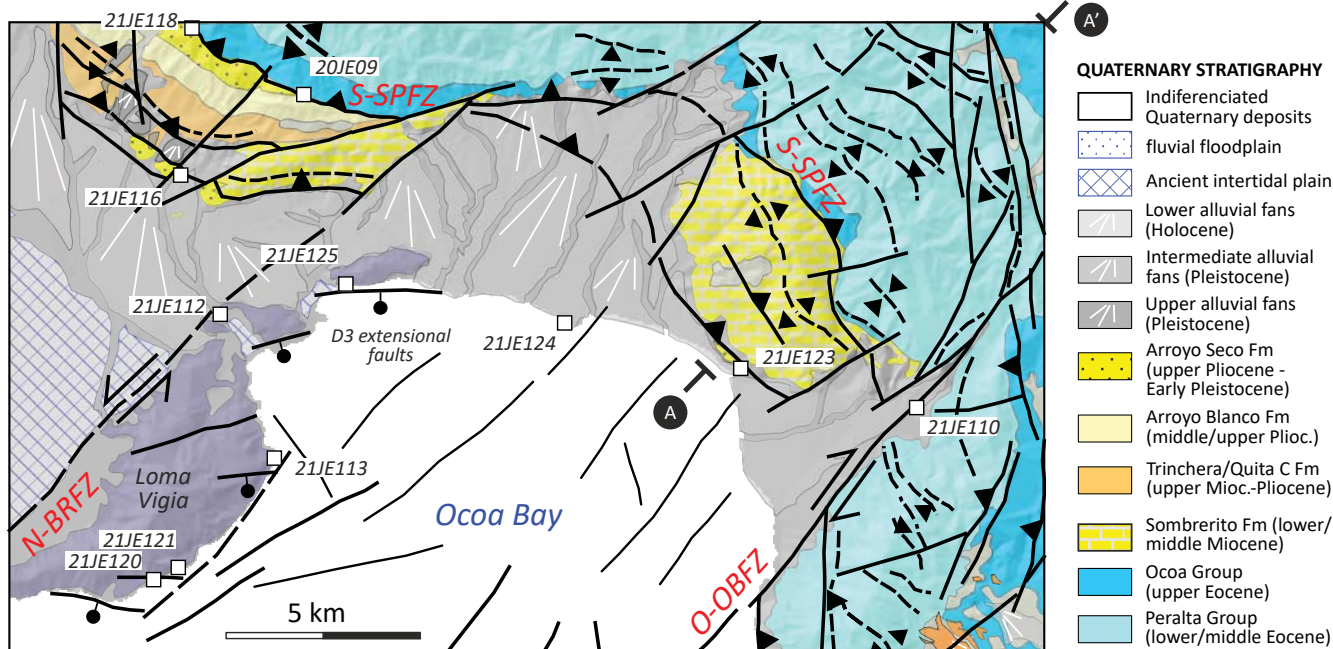 21JE118
A'
20JE09
S-SPFZ
S-SPFZ
21JE116
21JE125
21JE112
D3 extensional
faults
21JE124
21JE123
A
21JE110
21JE113
Loma
Vigia
N-BRFZ
Ocoa Bay
21JE121
21JE120
O-OBFZ
5 km
QUATERNARY STRATIGRAPHY
Indiferenciated
Quaternary deposits
fluvial floodplain
Ancient intertidal plain
Lower alluvial fans
(Holocene)
Intermediate alluvial
fans (Pleistocene)
Upper alluvial fans
(Pleistocene)
Arroyo Seco Fm
(upper Pliocene -
Early Pleistocene)
Arroyo Blanco Fm
(middle/upper Plioc.)
Trinchera/Quita C Fm
(upper Mioc.-Pliocene)
Sombrerito Fm (lower/
middle Miocene)
Ocoa Group
(upper Eocene)
Peralta Group
(lower/middle Eocene)